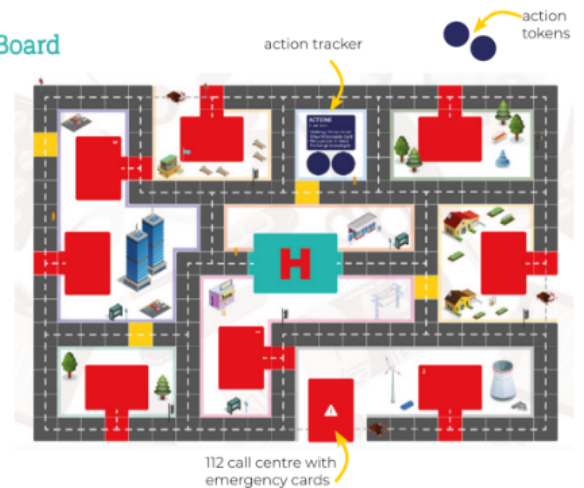 Board
action tracker
action
tokens
ACTIONS
H
112 call centre with
emergency cards